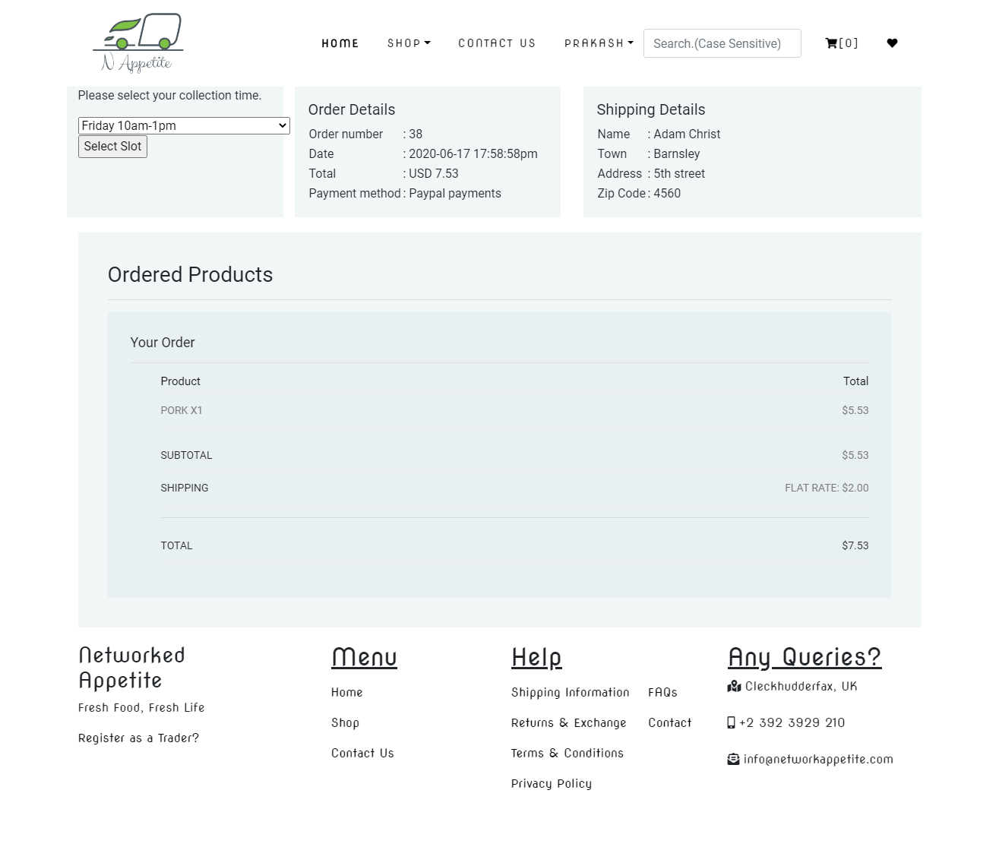 N Appetite
HOME SHOP CONTACT US PRAKASH Search.(Case Sensitive) [0]
Please select your collection time.
Friday 10am-1pm
Select Slot
Order Details
Order number : 38
Date : 2020-06-17 17:58:58pm
Total : USD 7.53
Payment method : Paypal payments
Shipping Details
Name : Adam Christ
Town : Barnsley
Address : 5th street
Zip Code : 4560
Ordered Products
Your Order
Product Total
PORK X1 $5.53
SUBTOTAL $5.53
SHIPPING FLAT RATE: $2.00
TOTAL $7.53
Networked
Appetite
Fresh Food, Fresh Life
Register as a Trader?
Menu
Home
Shop
Contact Us
Help
Shipping Information
Returns & Exchange
Terms & Conditions
Privacy Policy
FAQs
Contact
Any Queries?
Cleckhudderfax, UK
+2 392 3929 210
info@networkappetite.com